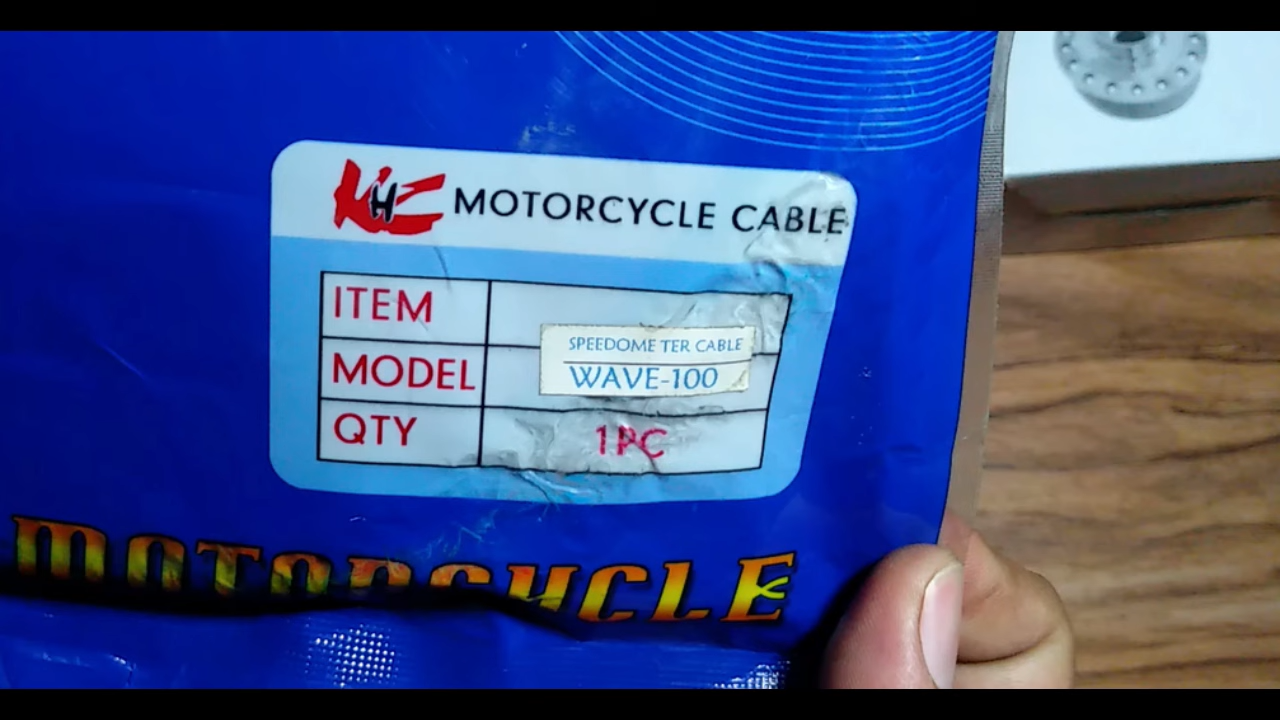 KHC MOTORCYCLE CABLE
ITEM SPEEDOME TER CABLE
MODEL WAVE-100
QTY 1PC
MOTORCYCLE